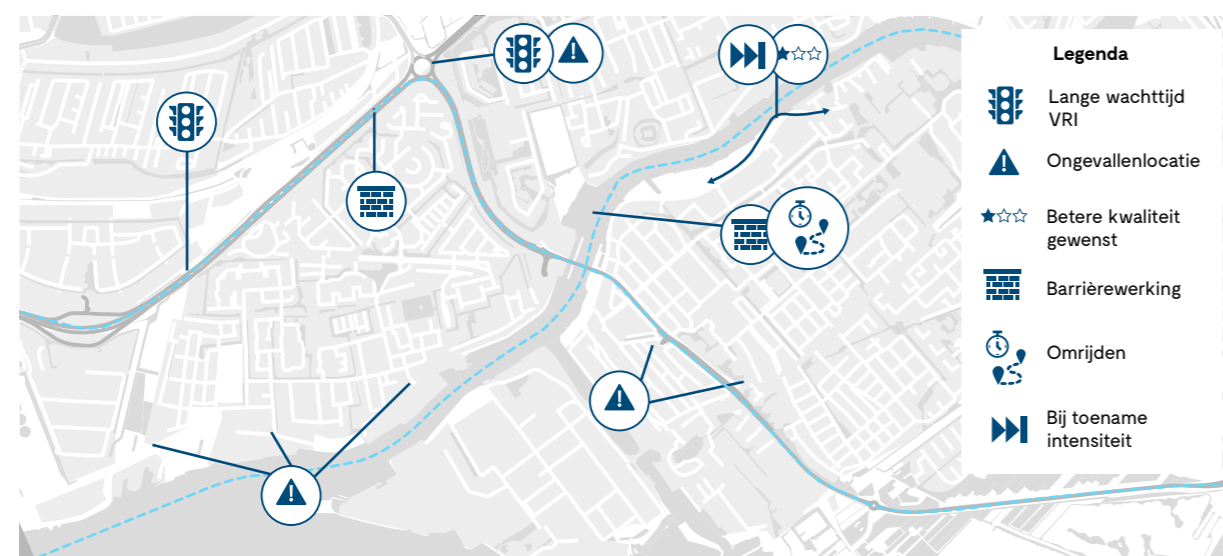 Legenda
Lange wachttijd
VRI
Ongevallenlocatie
Betere kwaliteit
gewenst
Barrièrewerking
Omrijden
Bij toename
intensiteit